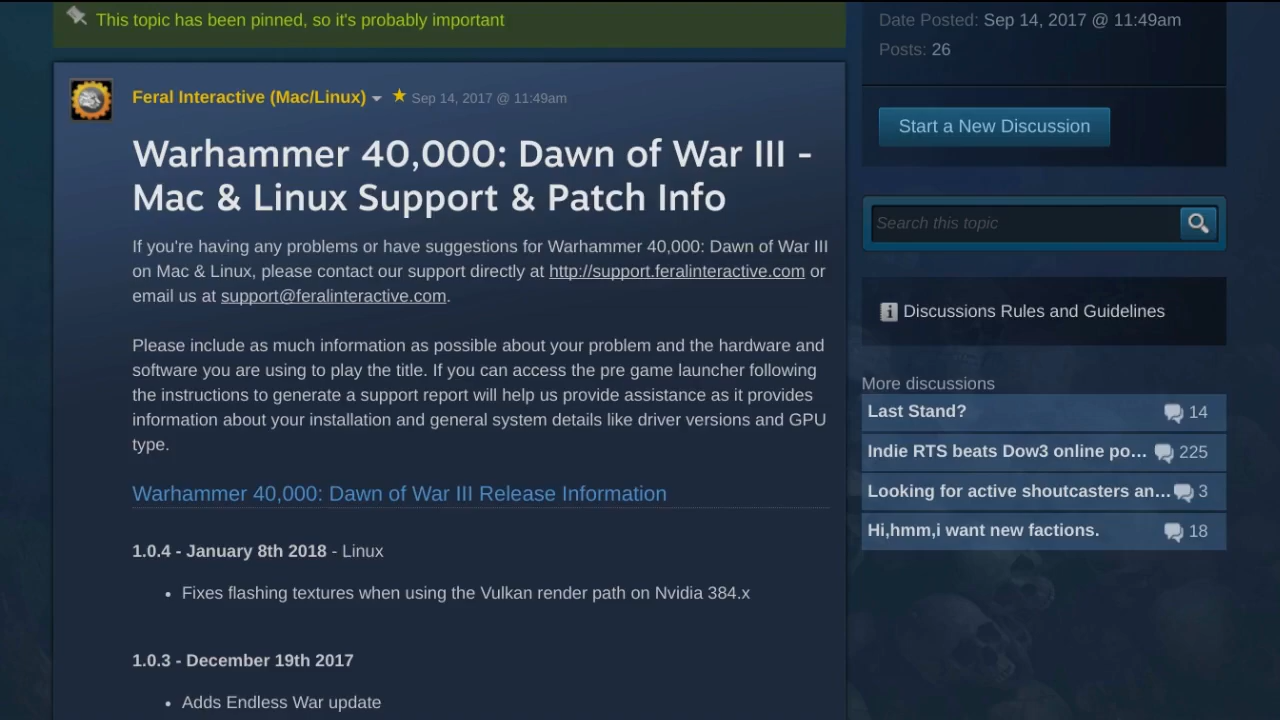 This topic has been pinned, so it's probably important
Feral Interactive (Mac/Linux) Sep 14, 2017 @ 11:49am
Warhammer 40,000: Dawn of War III -
Mac & Linux Support & Patch Info
If you're having any problems or have suggestions for Warhammer 40,000: Dawn of War III
on Mac & Linux, please contact our support directly at http://support.feralinteractive.com or
email us at support@feralinteractive.com.
Please include as much information as possible about your problem and the hardware and
software you are using to play the title. If you can access the pre game launcher following
the instructions to generate a support report will help us provide assistance as it provides
information about your installation and general system details like driver versions and GPU
type.
Warhammer 40,000: Dawn of War III Release Information
1.0.4 - January 8th 2018 - Linux
• Fixes flashing textures when using the Vulkan render path on Nvidia 384.x
1.0.3 - December 19th 2017
• Adds Endless War update
Date Posted: Sep 14, 2017 @ 11:49am
Posts: 26
Start a New Discussion
Search this topic
Discussions Rules and Guidelines
More discussions
Last Stand? 14
Indie RTS beats Dow3 online po... 225
Looking for active shoutcasters an... 3
Hi,hmm,i want new factions. 18